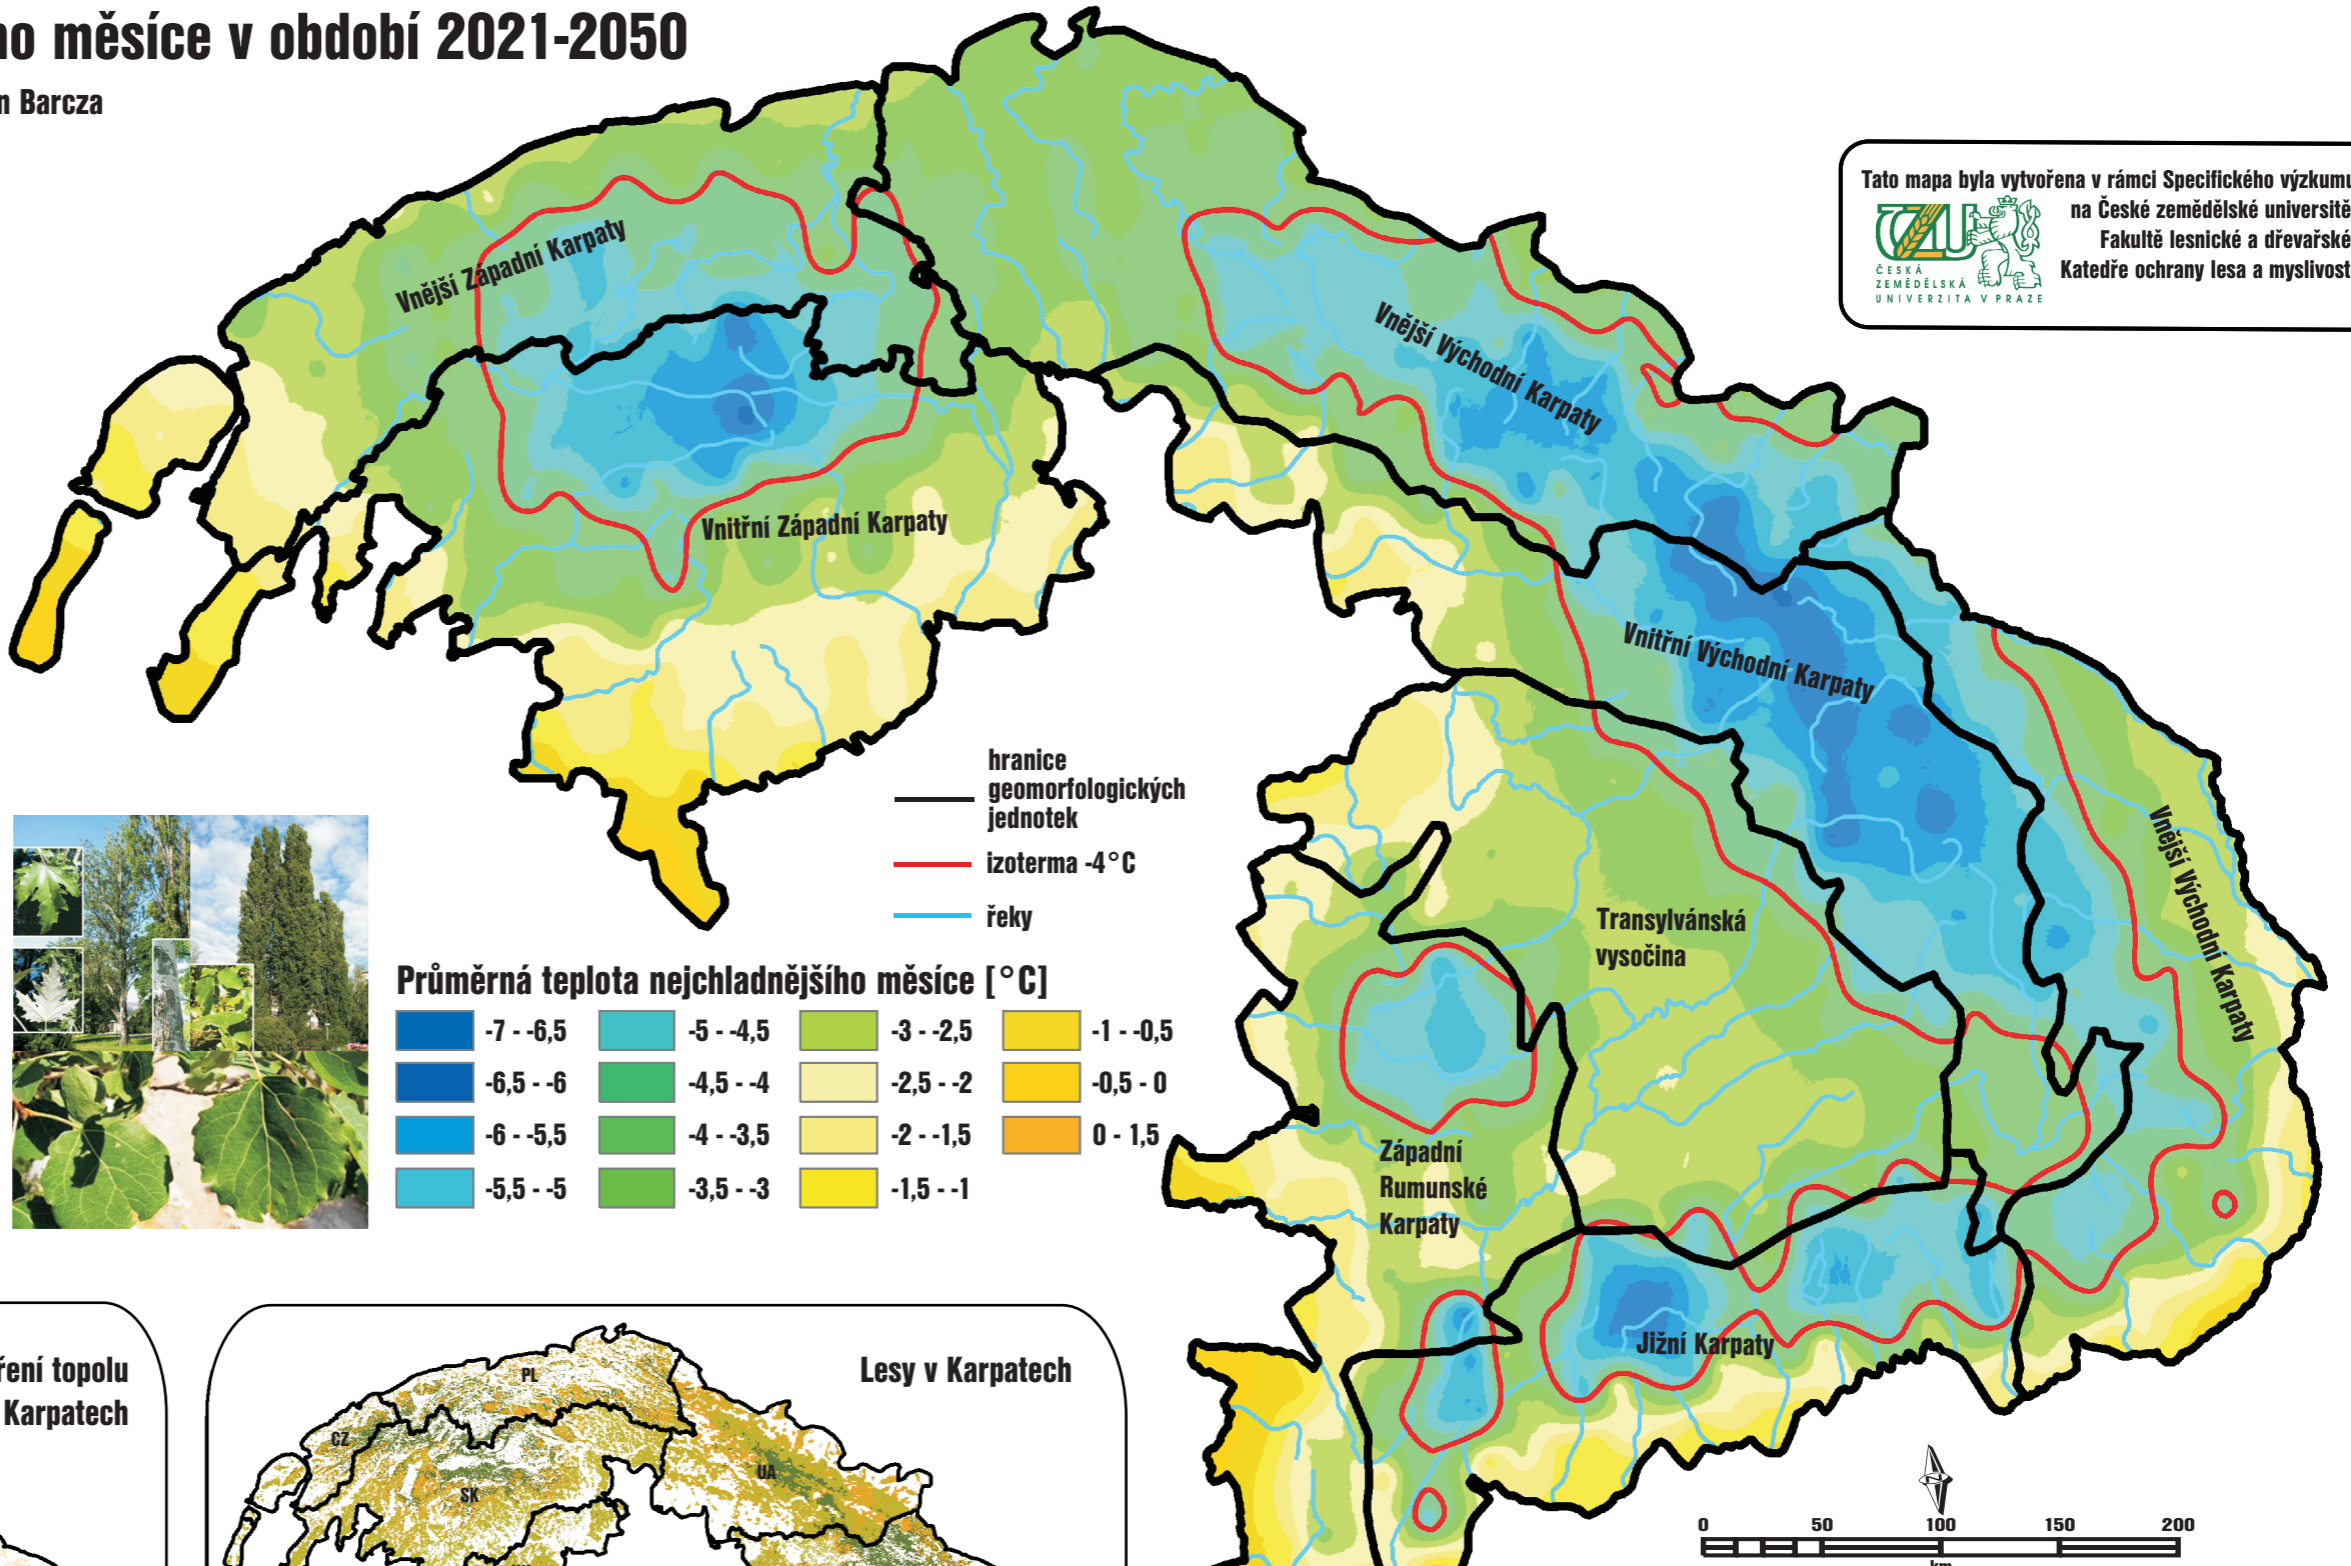 ho měsíce v období 2021-2050
n Barcza
Tato mapa byla vytvořena v rámci Specifického výzkumu
na České zemědělské universitě
Fakultě lesnické a dřevařské
Katedře ochrany lesa a myslivost
ČZU
ČESKÁ
ZEMĚDĚLSKÁ
UNIVERZITA V PRAZE
Vnější Západní Karpaty
Vnější Východní Karpaty
Vnitřní Západní Karpaty
Vnitřní Východní Karpaty
Vnější Východní Karpaty
Transylvánská
vysočina
Západní
Rumunské
Karpaty
Jižní Karpaty
hranice
geomorfologických
jednotek
izoterma -4°C
řeky
Průměrná teplota nejchladnějšího měsíce [°C]
-7 - -6,5
-6,5 - -6
-6 - -5,5
-5,5 - -5
-5 - -4,5
-4,5 - -4
-4 - -3,5
-3,5 - -3
-3 - -2,5
-2,5 - -2
-2 - -1,5
-1,5 - -1
-1 - -0,5
-0,5 - 0
0 - 1,5
ření topolu
Karpatech
Lesy v Karpatech
PL
CZ
SK
UA
N
0 50 100 150 200
km